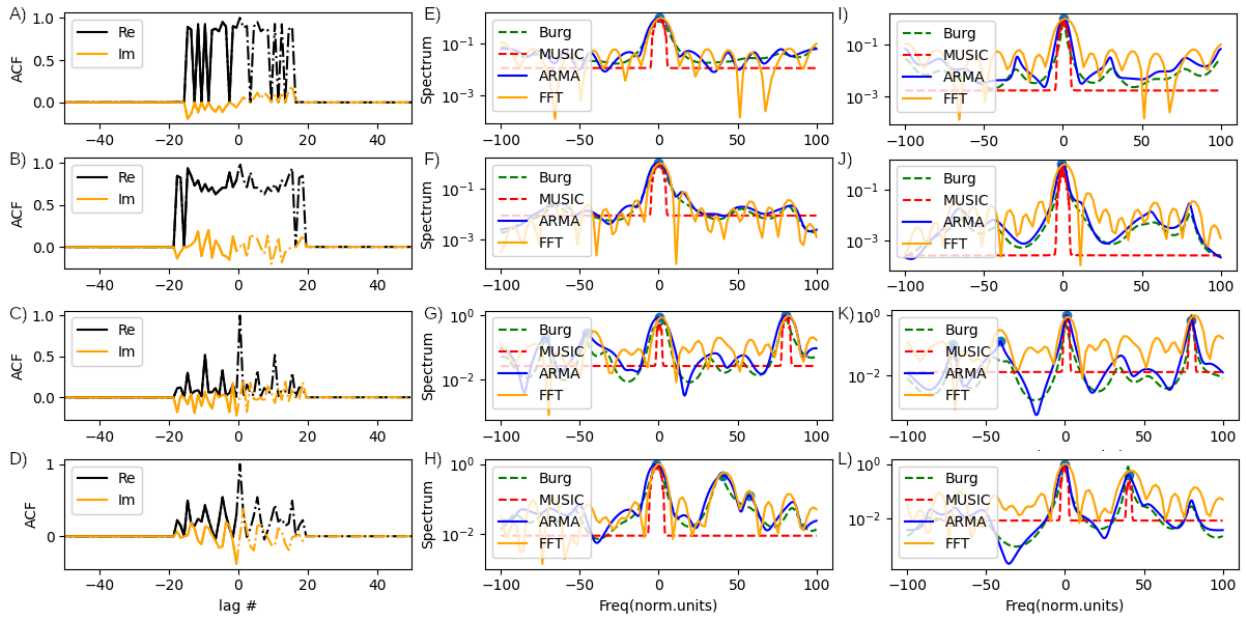 A)
ACF
1.0
0.5
0.0
Re
Im
−40 −20 0 20 40
E)
Spectrum
10⁻¹
10⁻³
Burg
MUSIC
ARMA
FFT
−100 −50 0 50 100
I)
10⁻¹
10⁻³
Burg
MUSIC
ARMA
FFT
−100 −50 0 50 100
B)
ACF
1.0
0.5
0.0
Re
Im
−40 −20 0 20 40
F)
Spectrum
10⁻¹
10⁻³
Burg
MUSIC
ARMA
FFT
−100 −50 0 50 100
J)
10⁻¹
10⁻³
Burg
MUSIC
ARMA
FFT
−100 −50 0 50 100
C)
ACF
1.0
0.5
0.0
Re
Im
−40 −20 0 20 40
G)
Spectrum
10⁰
10⁻²
Burg
MUSIC
ARMA
FFT
−100 −50 0 50 100
K)
10⁰
10⁻²
Burg
MUSIC
ARMA
FFT
−100 −50 0 50 100
D)
ACF
1
0
Re
Im
−40 −20 0 20 40
lag #
H)
Spectrum
10⁰
10⁻²
Burg
MUSIC
ARMA
FFT
−100 −50 0 50 100
Freq(norm.units)
L)
10⁰
10⁻²
Burg
MUSIC
ARMA
FFT
−100 −50 0 50 100
Freq(norm.units)